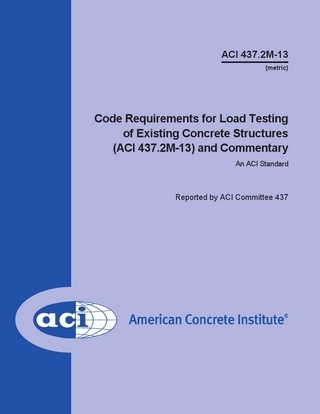 ACI 437.2M-13
(metric)
Code Requirements for Load Testing
of Existing Concrete Structures
(ACI 437.2M-13) and Commentary
An ACI Standard
Reported by ACI Committee 437
aci
American Concrete Institute®